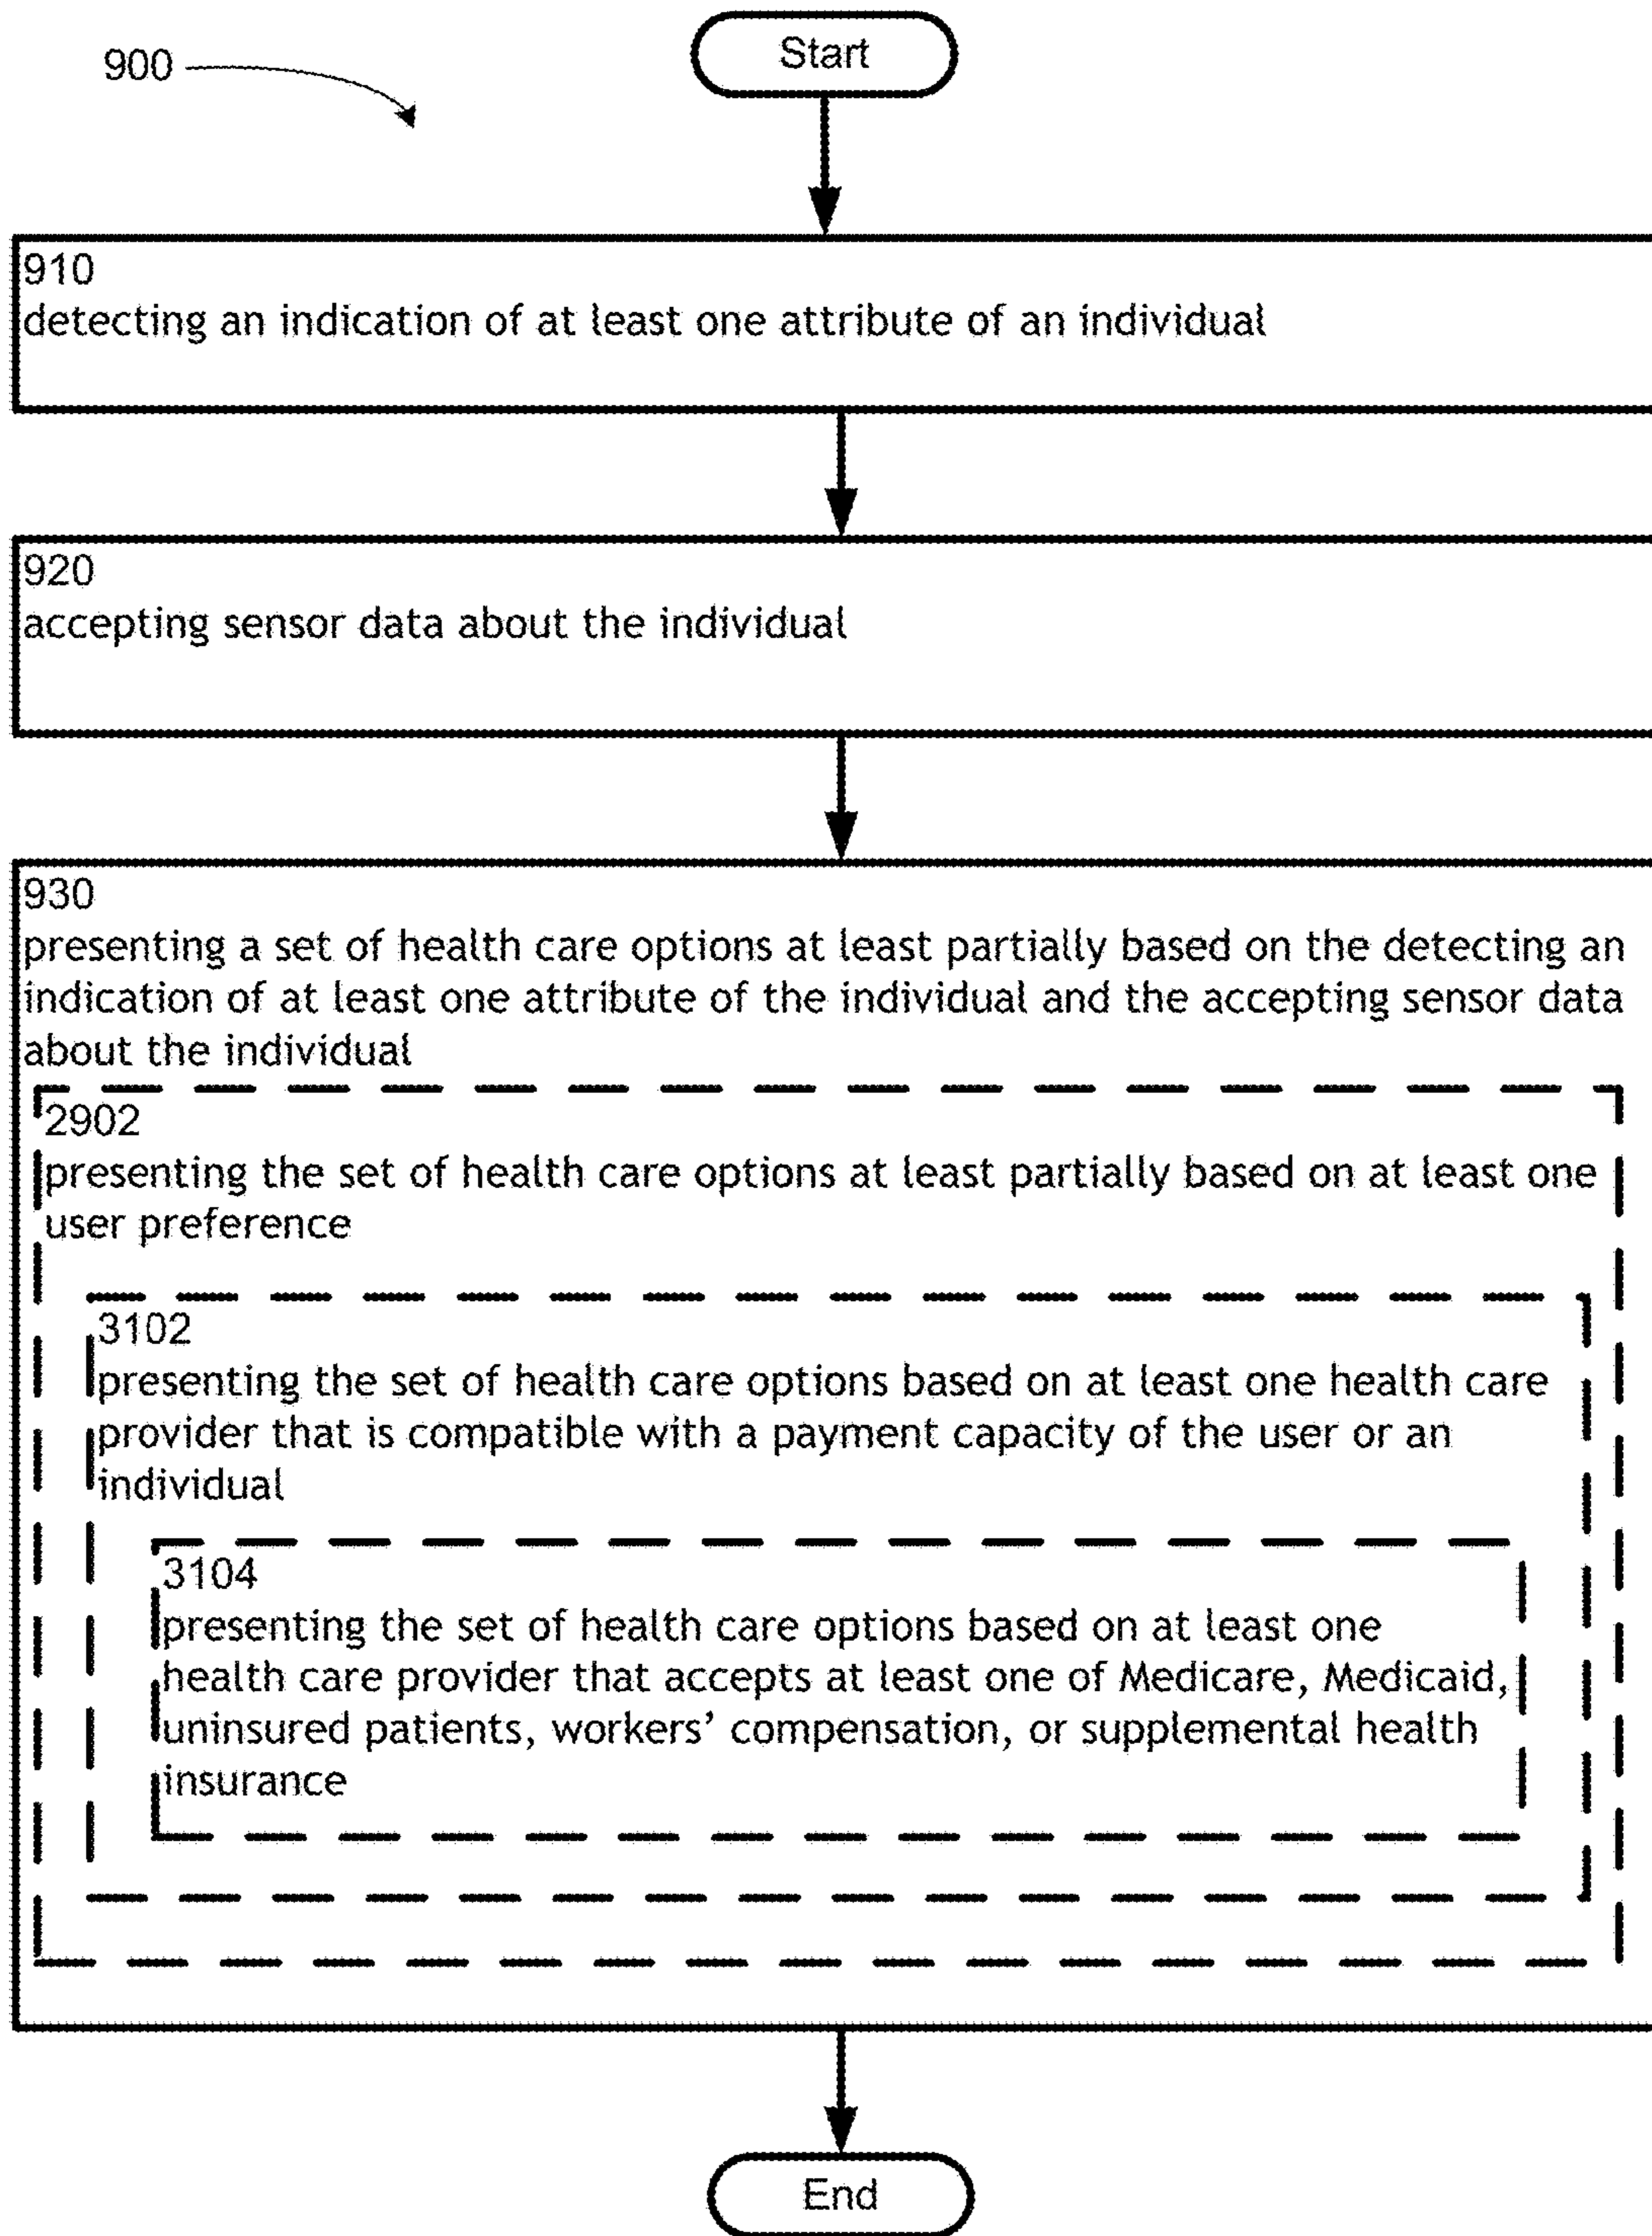 Start
900
910
detecting an indication of at least one attribute of an individual
920
accepting sensor data about the individual
930
presenting a set of health care options at least partially based on the detecting an
indication of at least one attribute of the individual and the accepting sensor data
about the individual
2902
presenting the set of health care options at least partially based on at least one
user preference
3102
presenting the set of health care options based on at least one health care
provider that is compatible with a payment capacity of the user or an
individual
3104
presenting the set of health care options based on at least one
health care provider that accepts at least one of Medicare, Medicaid,
uninsured patients, workers’ compensation, or supplemental health
insurance
End